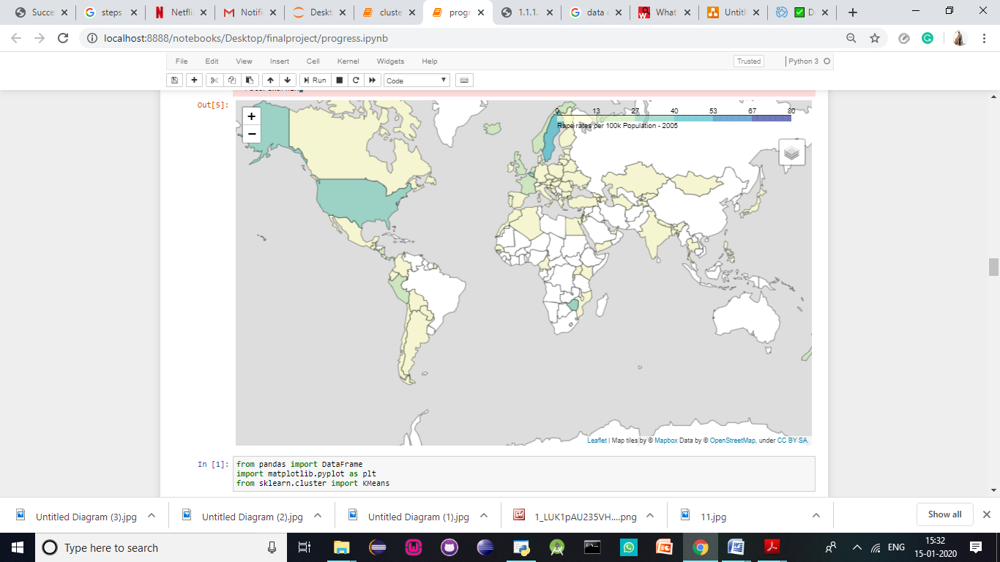 Succe
steps
Netfli
Notifi
Deskt
cluste
progr
1.1.1.
data c
What
Untitl
D
localhost:8888/notebooks/Desktop/finalproject/progress.ipynb
File Edit View Insert Cell Kernel Widgets Help
Trusted
Python 3
Run
Code
Out[5]:
+
−
0 13 27 40 53 67 80
Rape rates per 100k Population - 2005
Leaflet | Map tiles by © Mapbox Data by © OpenStreetMap, under CC BY SA.
In [1]:
from pandas import DataFrame
import matplotlib.pyplot as plt
from sklearn.cluster import KMeans
Untitled Diagram (3).jpg
Untitled Diagram (2).jpg
Untitled Diagram (1).jpg
1_LUK1pAU235VH....png
11.jpg
Show all
Type here to search
ENG
15:32
15-01-2020